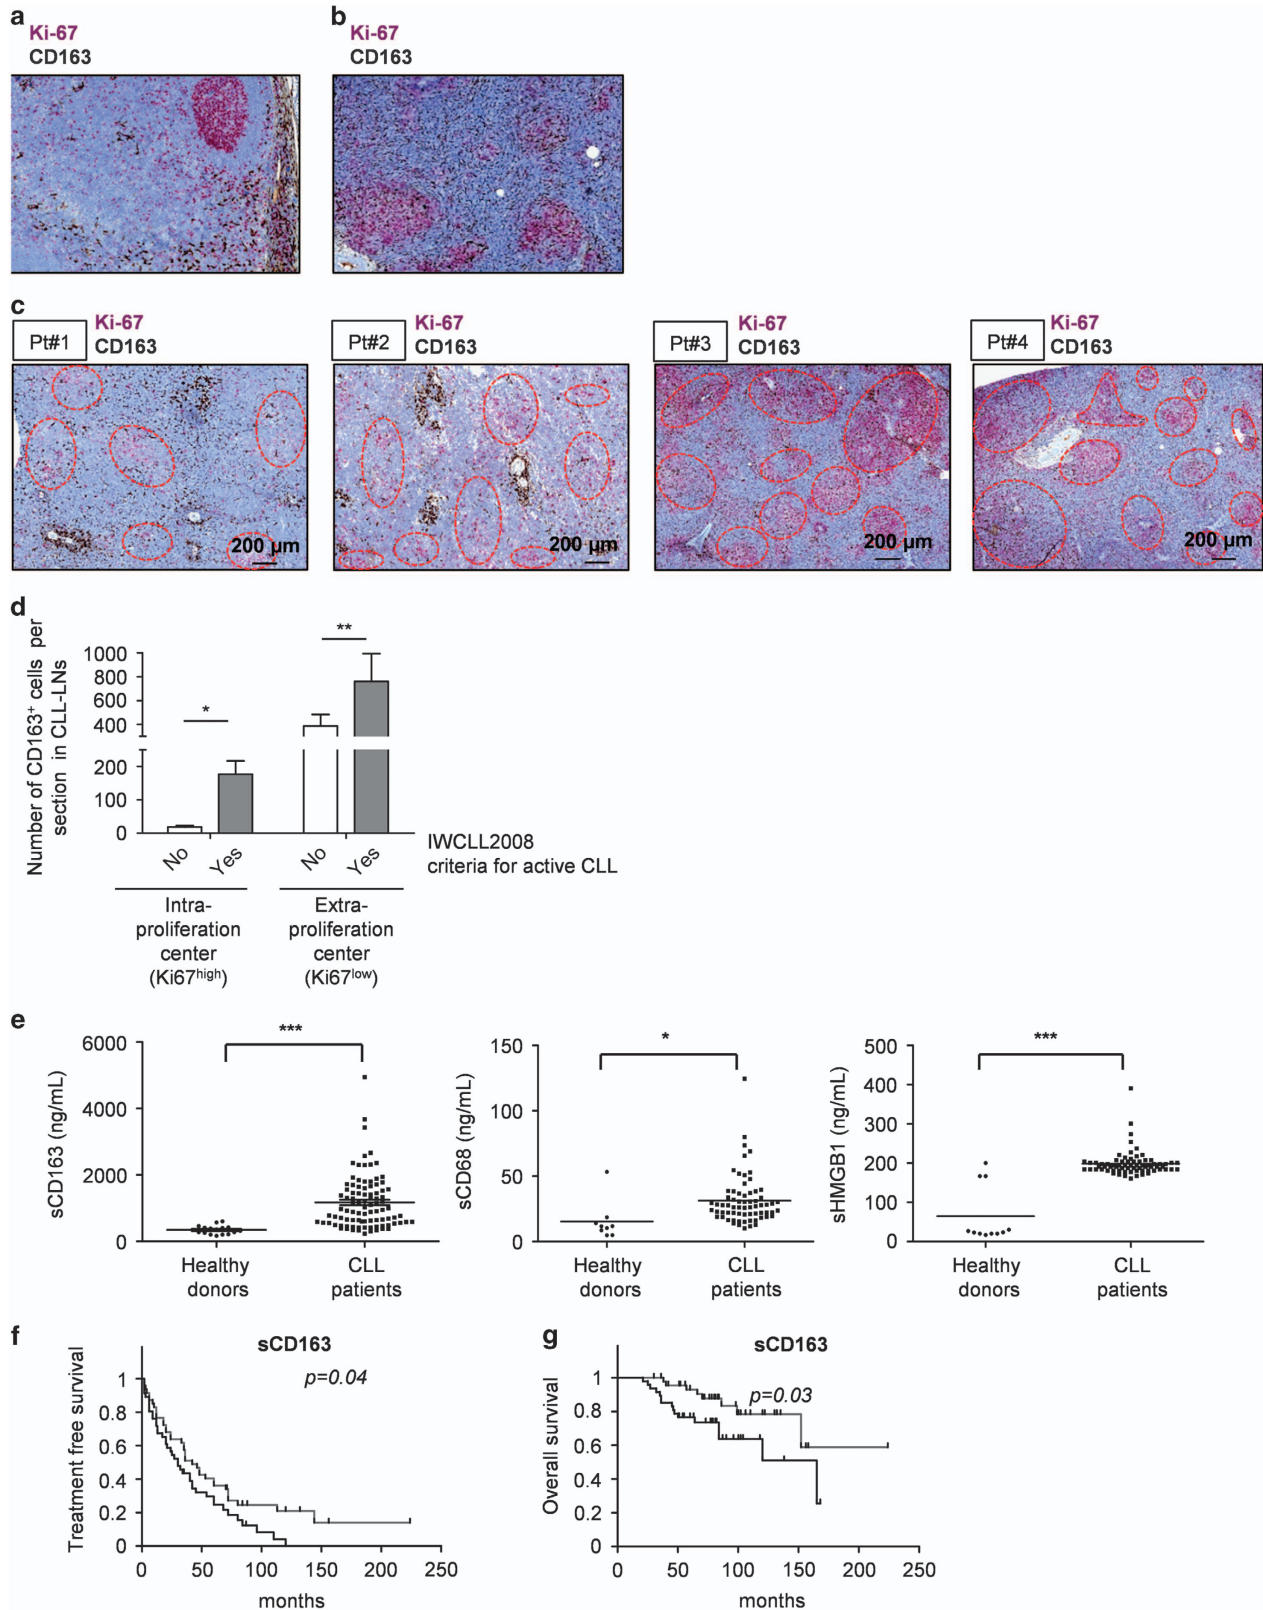 a
Ki-67
CD163
b
Ki-67
CD163
c
Pt#1
Ki-67
CD163
Pt#2
Ki-67
CD163
Pt#3
Ki-67
CD163
Pt#4
Ki-67
CD163
200 µm
200 µm
200 µm
200 µm
d
Number of CD163+ cells per
section in CLL-LNs
1000
800
600
400
200
100
0
*
**
No
Yes
No
Yes
IWCLL2008
criteria for active CLL
Intra-
proliferation
center
(Ki67high)
Extra-
proliferation
center
(Ki67low)
e
sCD163 (ng/mL)
6000
4000
2000
0
***
Healthy
donors
CLL
patients
sCD68 (ng/mL)
150
100
50
0
*
Healthy
donors
CLL
patients
sHMGB1 (ng/mL)
500
400
300
200
100
0
***
Healthy
donors
CLL
patients
f
sCD163
p=0.04
Treatment free survival
1
0.8
0.6
0.4
0.2
0
0 50 100 150 200 250
months
g
sCD163
p=0.03
Overall survival
1
0.8
0.6
0.4
0.2
0
0 50 100 150 200 250
months